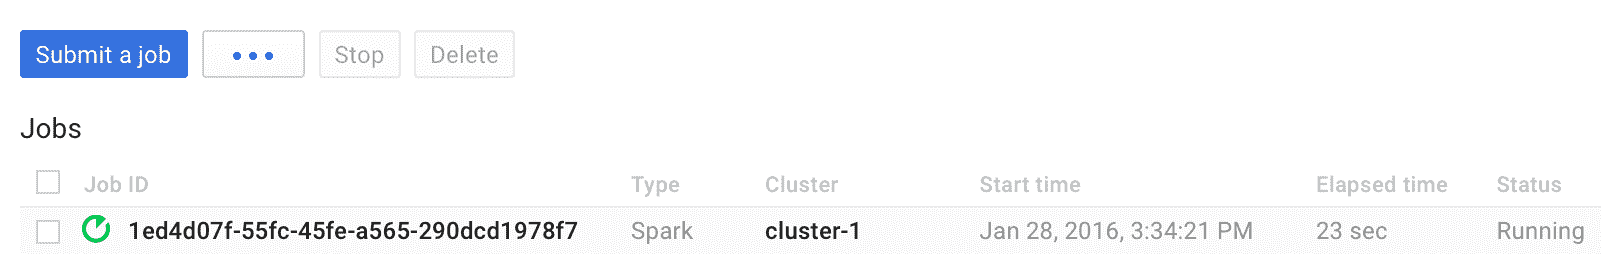 Submit a job ••• Stop Delete
Jobs
Job ID Type Cluster Start time Elapsed time Status
1ed4d07f-55fc-45fe-a565-290dcd1978f7 Spark cluster-1 Jan 28, 2016, 3:34:21 PM 23 sec Running